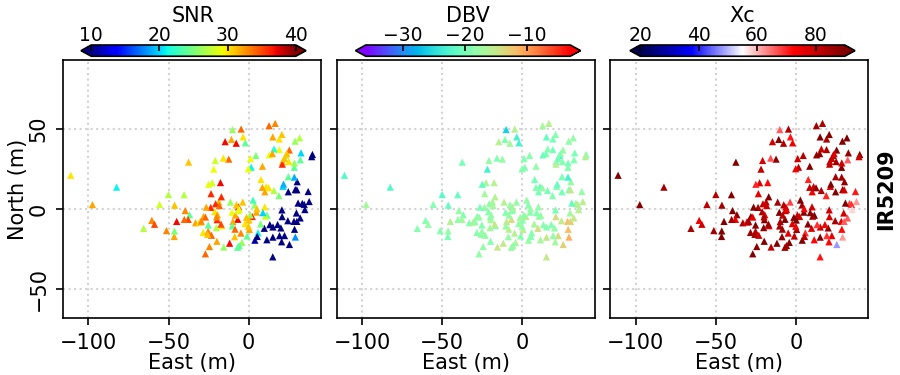 SNR DBV Xc
10 20 30 40 −30 −20 −10 20 40 60 80
North (m)
50
0
−50
IR5209
−100 −50 0 −100 −50 0 −100 −50 0
East (m) East (m) East (m)